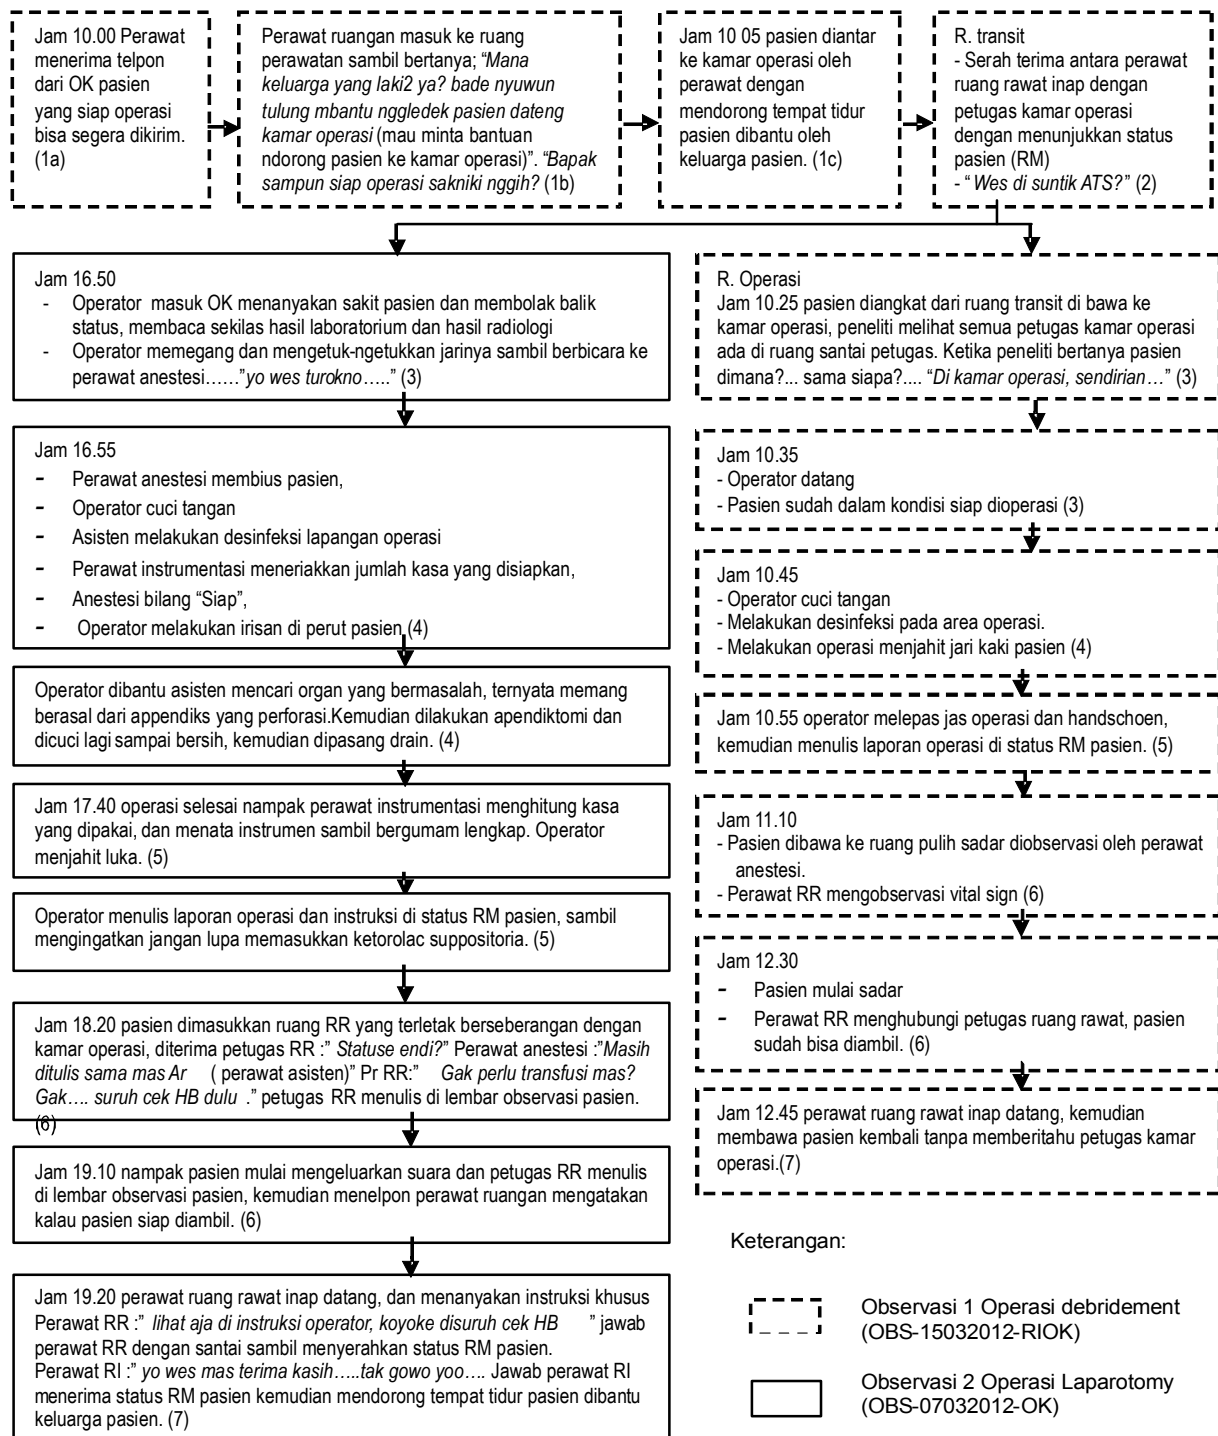 Jam 10.00 Perawat
menerima telpon
dari OK pasien
yang siap operasi
bisa segera dikirim.
(1a)
Perawat ruangan masuk ke ruang
perawatan sambil bertanya; “Mana
keluarga yang laki2 ya? bade nyuwun
tulung mbantu nggledek pasien dateng
kamar operasi (mau minta bantuan
ndorong pasien ke kamar operasi)”. “Bapak
sampun siap operasi sakniki nggih? (1b)
Jam 10 05 pasien diantar
ke kamar operasi oleh
perawat dengan
mendorong tempat tidur
pasien dibantu oleh
keluarga pasien. (1c)
R. transit
- Serah terima antara perawat
ruang rawat inap dengan
petugas kamar operasi
dengan menunjukkan status
pasien (RM)
- “ Wes di suntik ATS?” (2)
Jam 16.50
- Operator masuk OK menanyakan sakit pasien dan membolak balik
status, membaca sekilas hasil laboratorium dan hasil radiologi
- Operator memegang dan mengetuk-ngetukkan jarinya sambil berbicara ke
perawat anestesi……”yo wes turokno…..” (3)
Jam 16.55
- Perawat anestesi membius pasien,
- Operator cuci tangan
- Asisten melakukan desinfeksi lapangan operasi
- Perawat instrumentasi meneriakkan jumlah kasa yang disiapkan,
- Anestesi bilang “Siap”,
- Operator melakukan irisan di perut pasien (4)
Operator dibantu asisten mencari organ yang bermasalah, ternyata memang
berasal dari appendiks yang perforasi.Kemudian dilakukan apendiktomi dan
dicuci lagi sampai bersih, kemudian dipasang drain. (4)
Jam 17.40 operasi selesai nampak perawat instrumentasi menghitung kasa
yang dipakai, dan menata instrumen sambil bergumam lengkap. Operator
menjahit luka. (5)
Operator menulis laporan operasi dan instruksi di status RM pasien, sambil
mengingatkan jangan lupa memasukkan ketorolac suppositoria. (5)
Jam 18.20 pasien dimasukkan ruang RR yang terletak berseberangan dengan
kamar operasi, diterima petugas RR :” Statuse endi?” Perawat anestesi :”Masih
ditulis sama mas Ar ( perawat asisten)” Pr RR:” Gak perlu transfusi mas?
Gak…. suruh cek HB dulu .” petugas RR menulis di lembar observasi pasien.
(6)
Jam 19.10 nampak pasien mulai mengeluarkan suara dan petugas RR menulis
di lembar observasi pasien, kemudian menelpon perawat ruangan mengatakan
kalau pasien siap diambil. (6)
Jam 19.20 perawat ruang rawat inap datang, dan menanyakan instruksi khusus
Perawat RR :” lihat aja di instruksi operator, koyoke disuruh cek HB ” jawab
perawat RR dengan santai sambil menyerahkan status RM pasien.
Perawat RI :” yo wes mas terima kasih…..tak gowo yoo…. Jawab perawat RI
menerima status RM pasien kemudian mendorong tempat tidur pasien dibantu
keluarga pasien. (7)
R. Operasi
Jam 10.25 pasien diangkat dari ruang transit di bawa ke
kamar operasi, peneliti melihat semua petugas kamar operasi
ada di ruang santai petugas. Ketika peneliti bertanya pasien
dimana?... sama siapa?.... “Di kamar operasi, sendirian…” (3)
Jam 10.35
- Operator datang
- Pasien sudah dalam kondisi siap dioperasi (3)
Jam 10.45
- Operator cuci tangan
- Melakukan desinfeksi pada area operasi.
- Melakukan operasi menjahit jari kaki pasien (4)
Jam 10.55 operator melepas jas operasi dan handschoen,
kemudian menulis laporan operasi di status RM pasien. (5)
Jam 11.10
- Pasien dibawa ke ruang pulih sadar diobservasi oleh perawat
anestesi.
- Perawat RR mengobservasi vital sign (6)
Jam 12.30
- Pasien mulai sadar
- Perawat RR menghubungi petugas ruang rawat, pasien
sudah bisa diambil. (6)
Jam 12.45 perawat ruang rawat inap datang, kemudian
membawa pasien kembali tanpa memberitahu petugas kamar
operasi.(7)
Keterangan:
Observasi 1 Operasi debridement
(OBS-15032012-RIOK)
Observasi 2 Operasi Laparotomy
(OBS-07032012-OK)